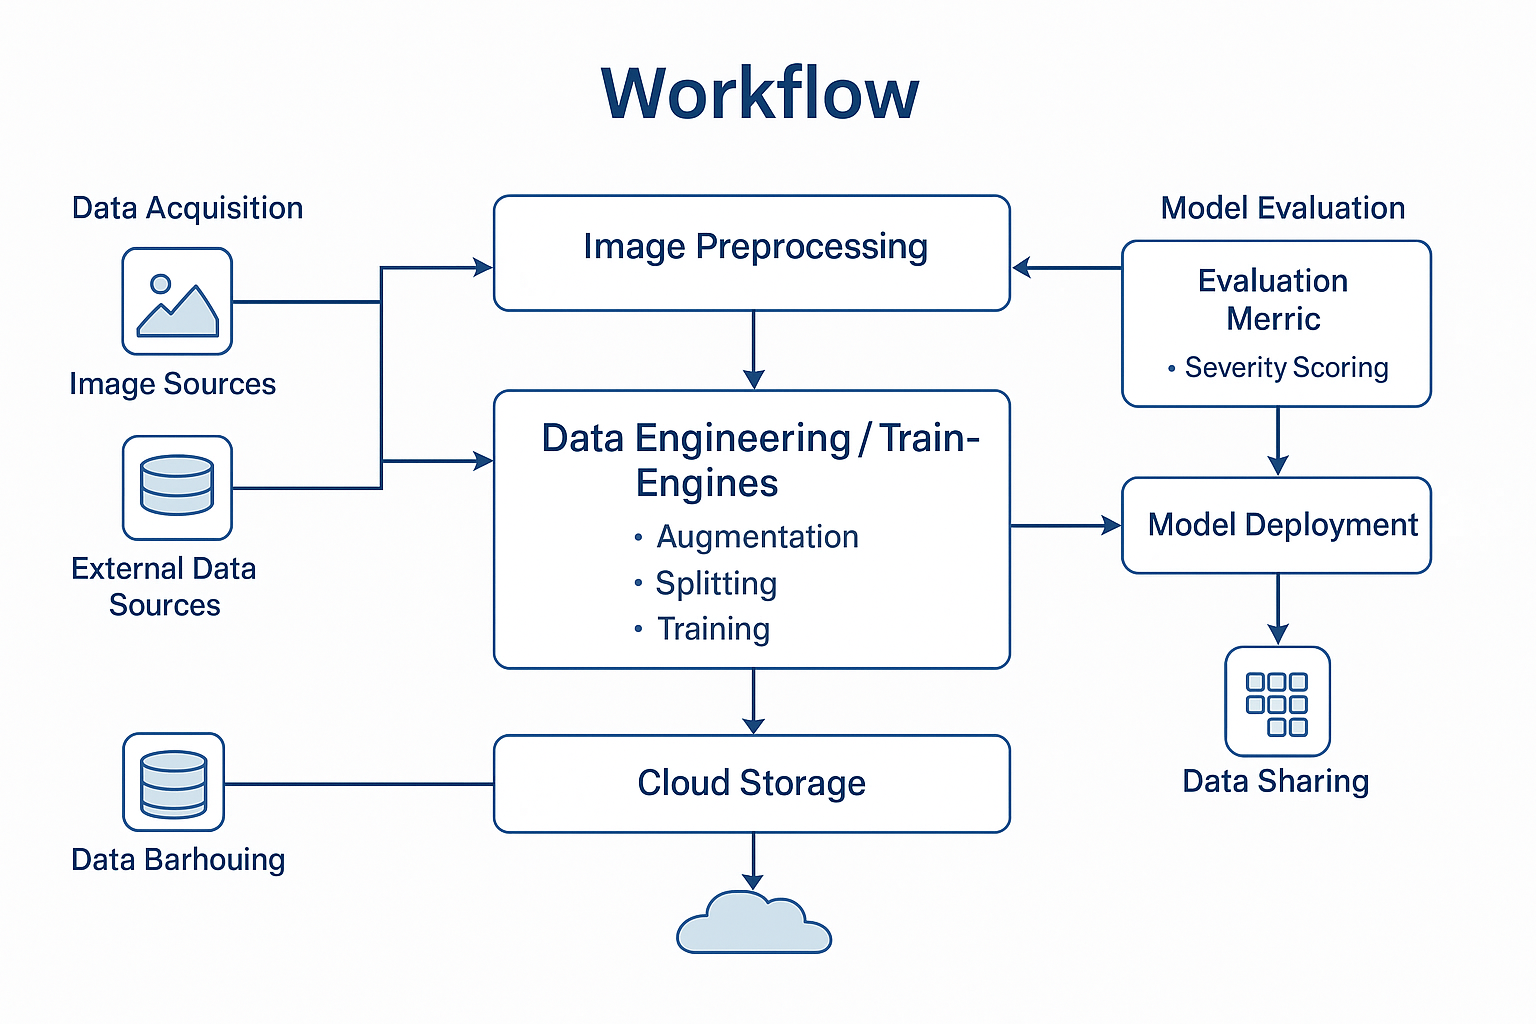 Workflow
Data Acquisition
Image Sources
External Data
Sources
Data Barhouing
Image Preprocessing
Data Engineering / Train-
Engines
• Augmentation
• Splitting
• Training
Cloud Storage
Model Evaluation
Evaluation
Merric
• Severity Scoring
Model Deployment
Data Sharing